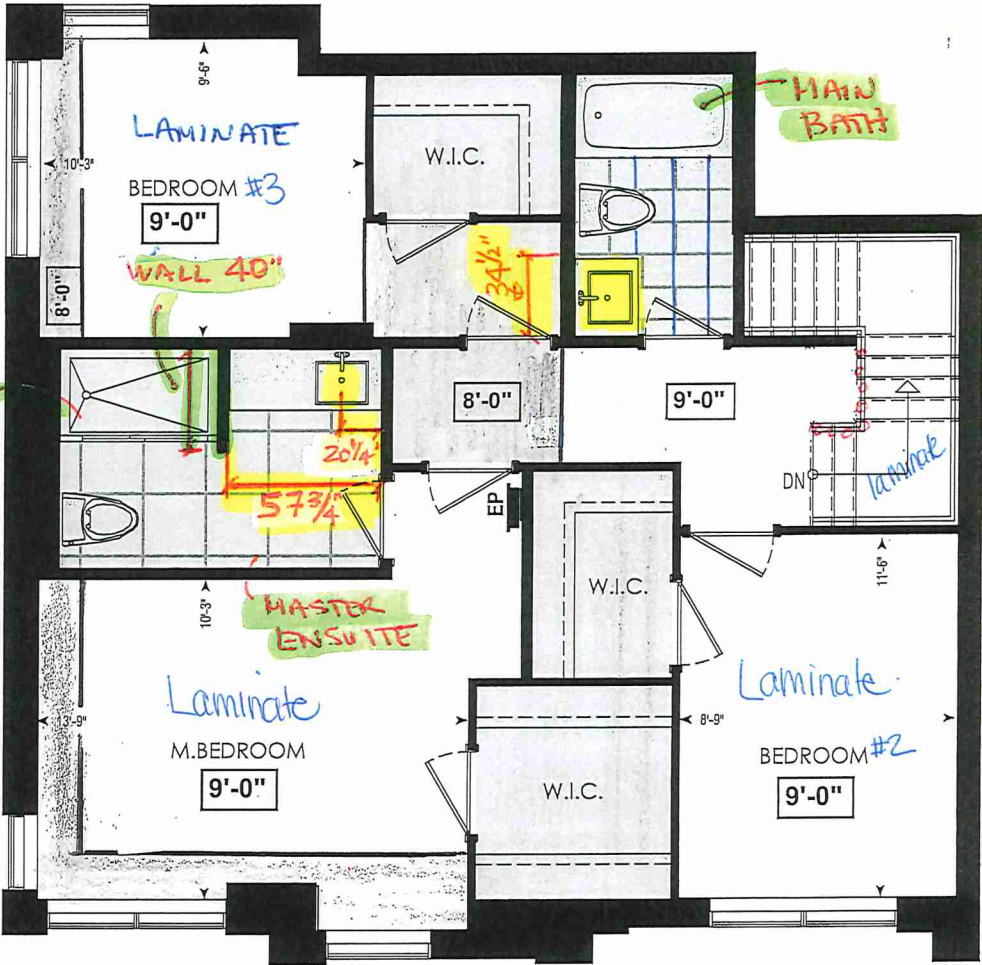 MAIN
BATH
9'-6"
LAMINATE
10'-3"
W.I.C.
BEDROOM #3
9'-0"
34½"
WALL 40"
8'-0"
8'-0"
9'-0"
20¼"
laminate
DN
57¾"
EP
W.I.C.
11'-6"
10'-3"
MASTER
ENSUITE
Laminate
Laminate
13'-9"
8'-9"
M.BEDROOM
BEDROOM #2
9'-0"
W.I.C.
9'-0"